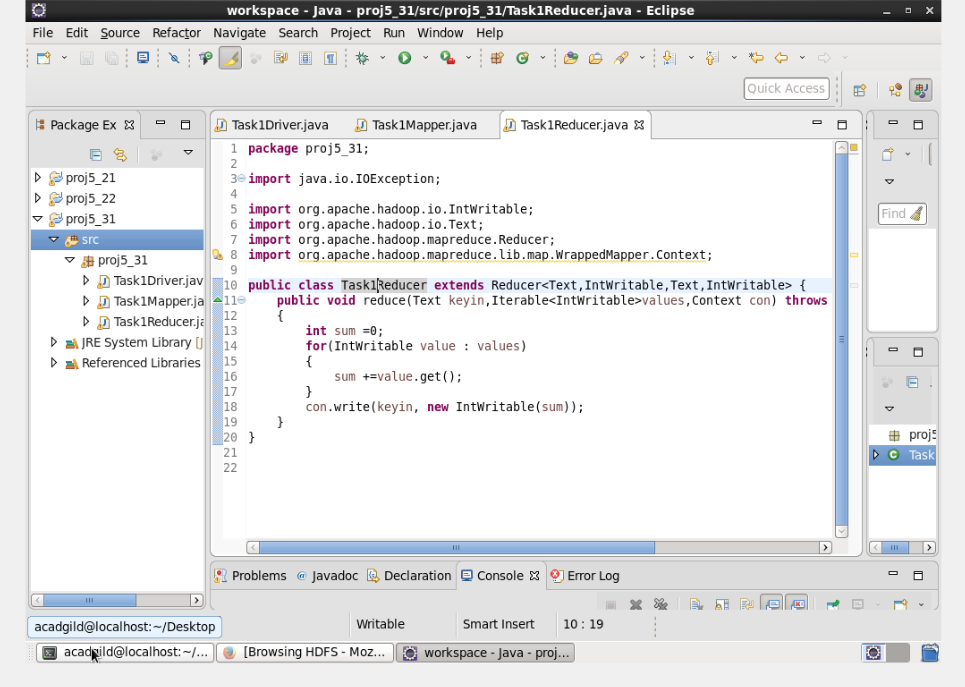 workspace - Java - proj5_31/src/proj5_31/Task1Reducer.java - Eclipse
File Edit Source Refactor Navigate Search Project Run Window Help
Quick Access
Package Ex
Task1Driver.java Task1Mapper.java Task1Reducer.java
proj5_21
proj5_22
proj5_31
src
proj5_31
Task1Driver.jav
Task1Mapper.ja
Task1Reducer.ja
JRE System Library [J
Referenced Libraries
1 package proj5_31;
2
3 import java.io.IOException;
4
5 import org.apache.hadoop.io.IntWritable;
6 import org.apache.hadoop.io.Text;
7 import org.apache.hadoop.mapreduce.Reducer;
8 import org.apache.hadoop.mapreduce.lib.map.WrappedMapper.Context;
9
10 public class Task1Reducer extends Reducer<Text,IntWritable,Text,IntWritable> {
11 public void reduce(Text keyin,Iterable<IntWritable>values,Context con) throws
12 {
13 int sum =0;
14 for(IntWritable value : values)
15 {
16 sum +=value.get();
17 }
18 con.write(keyin, new IntWritable(sum));
19 }
20 }
21
22
Find
proj5
Task
Problems @ Javadoc Declaration Console Error Log
acadgild@localhost:~/Desktop
Writable Smart Insert 10 : 19
acadgild@localhost:~/... [Browsing HDFS - Moz... workspace - Java - proj...